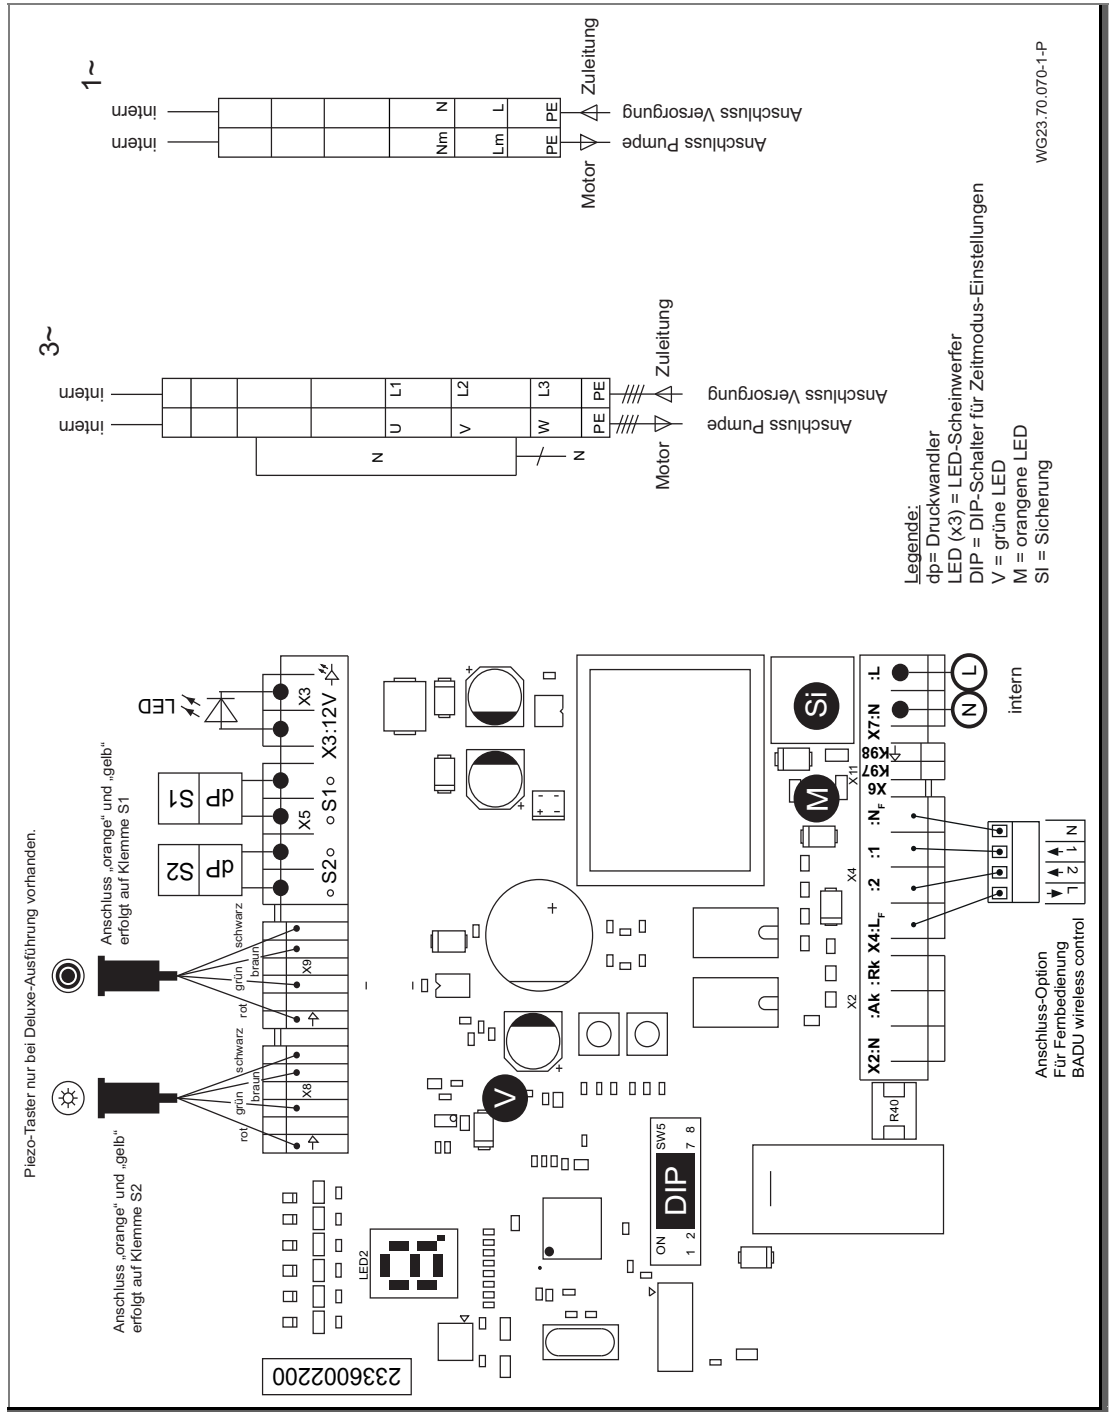 Piezo-Taster nur bei Deluxe-Ausführung vorhanden.
Anschluss „orange“ und „gelb“
erfolgt auf Klemme S2
Anschluss „orange“ und „gelb“
erfolgt auf Klemme S1
rot
grün
braun
schwarz
rot
grün
braun
schwarz
X8
X9
dP S2
dP S1
LED
S2
S1
X5
X3
X3:12V
2336002200
LED2
V
M
Si
ON
SW5
DIP
1 2
7 8
R40
X2
X4
X11
X2:N
:Ak
:Rk
X4:LF
:2
:1
:NF
X6
K97
K98
X7:N
:L
N
L
intern
L
2
1
N
Anschluss-Option
Für Fernbedienung
BADU wireless control
3~
intern
intern
L1
L2
L3
PE
U
V
W
PE
N
N
Zuleitung
Motor
Anschluss Versorgung
Anschluss Pumpe
1~
intern
intern
N
L
PE
Nm
Lm
PE
Zuleitung
Motor
Anschluss Versorgung
Anschluss Pumpe
Legende:
dp= Druckwandler
LED (x3) = LED-Scheinwerfer
DIP = DIP-Schalter für Zeitmodus-Einstellungen
V = grüne LED
M = orangene LED
SI = Sicherung
WG23.70.070-1-P